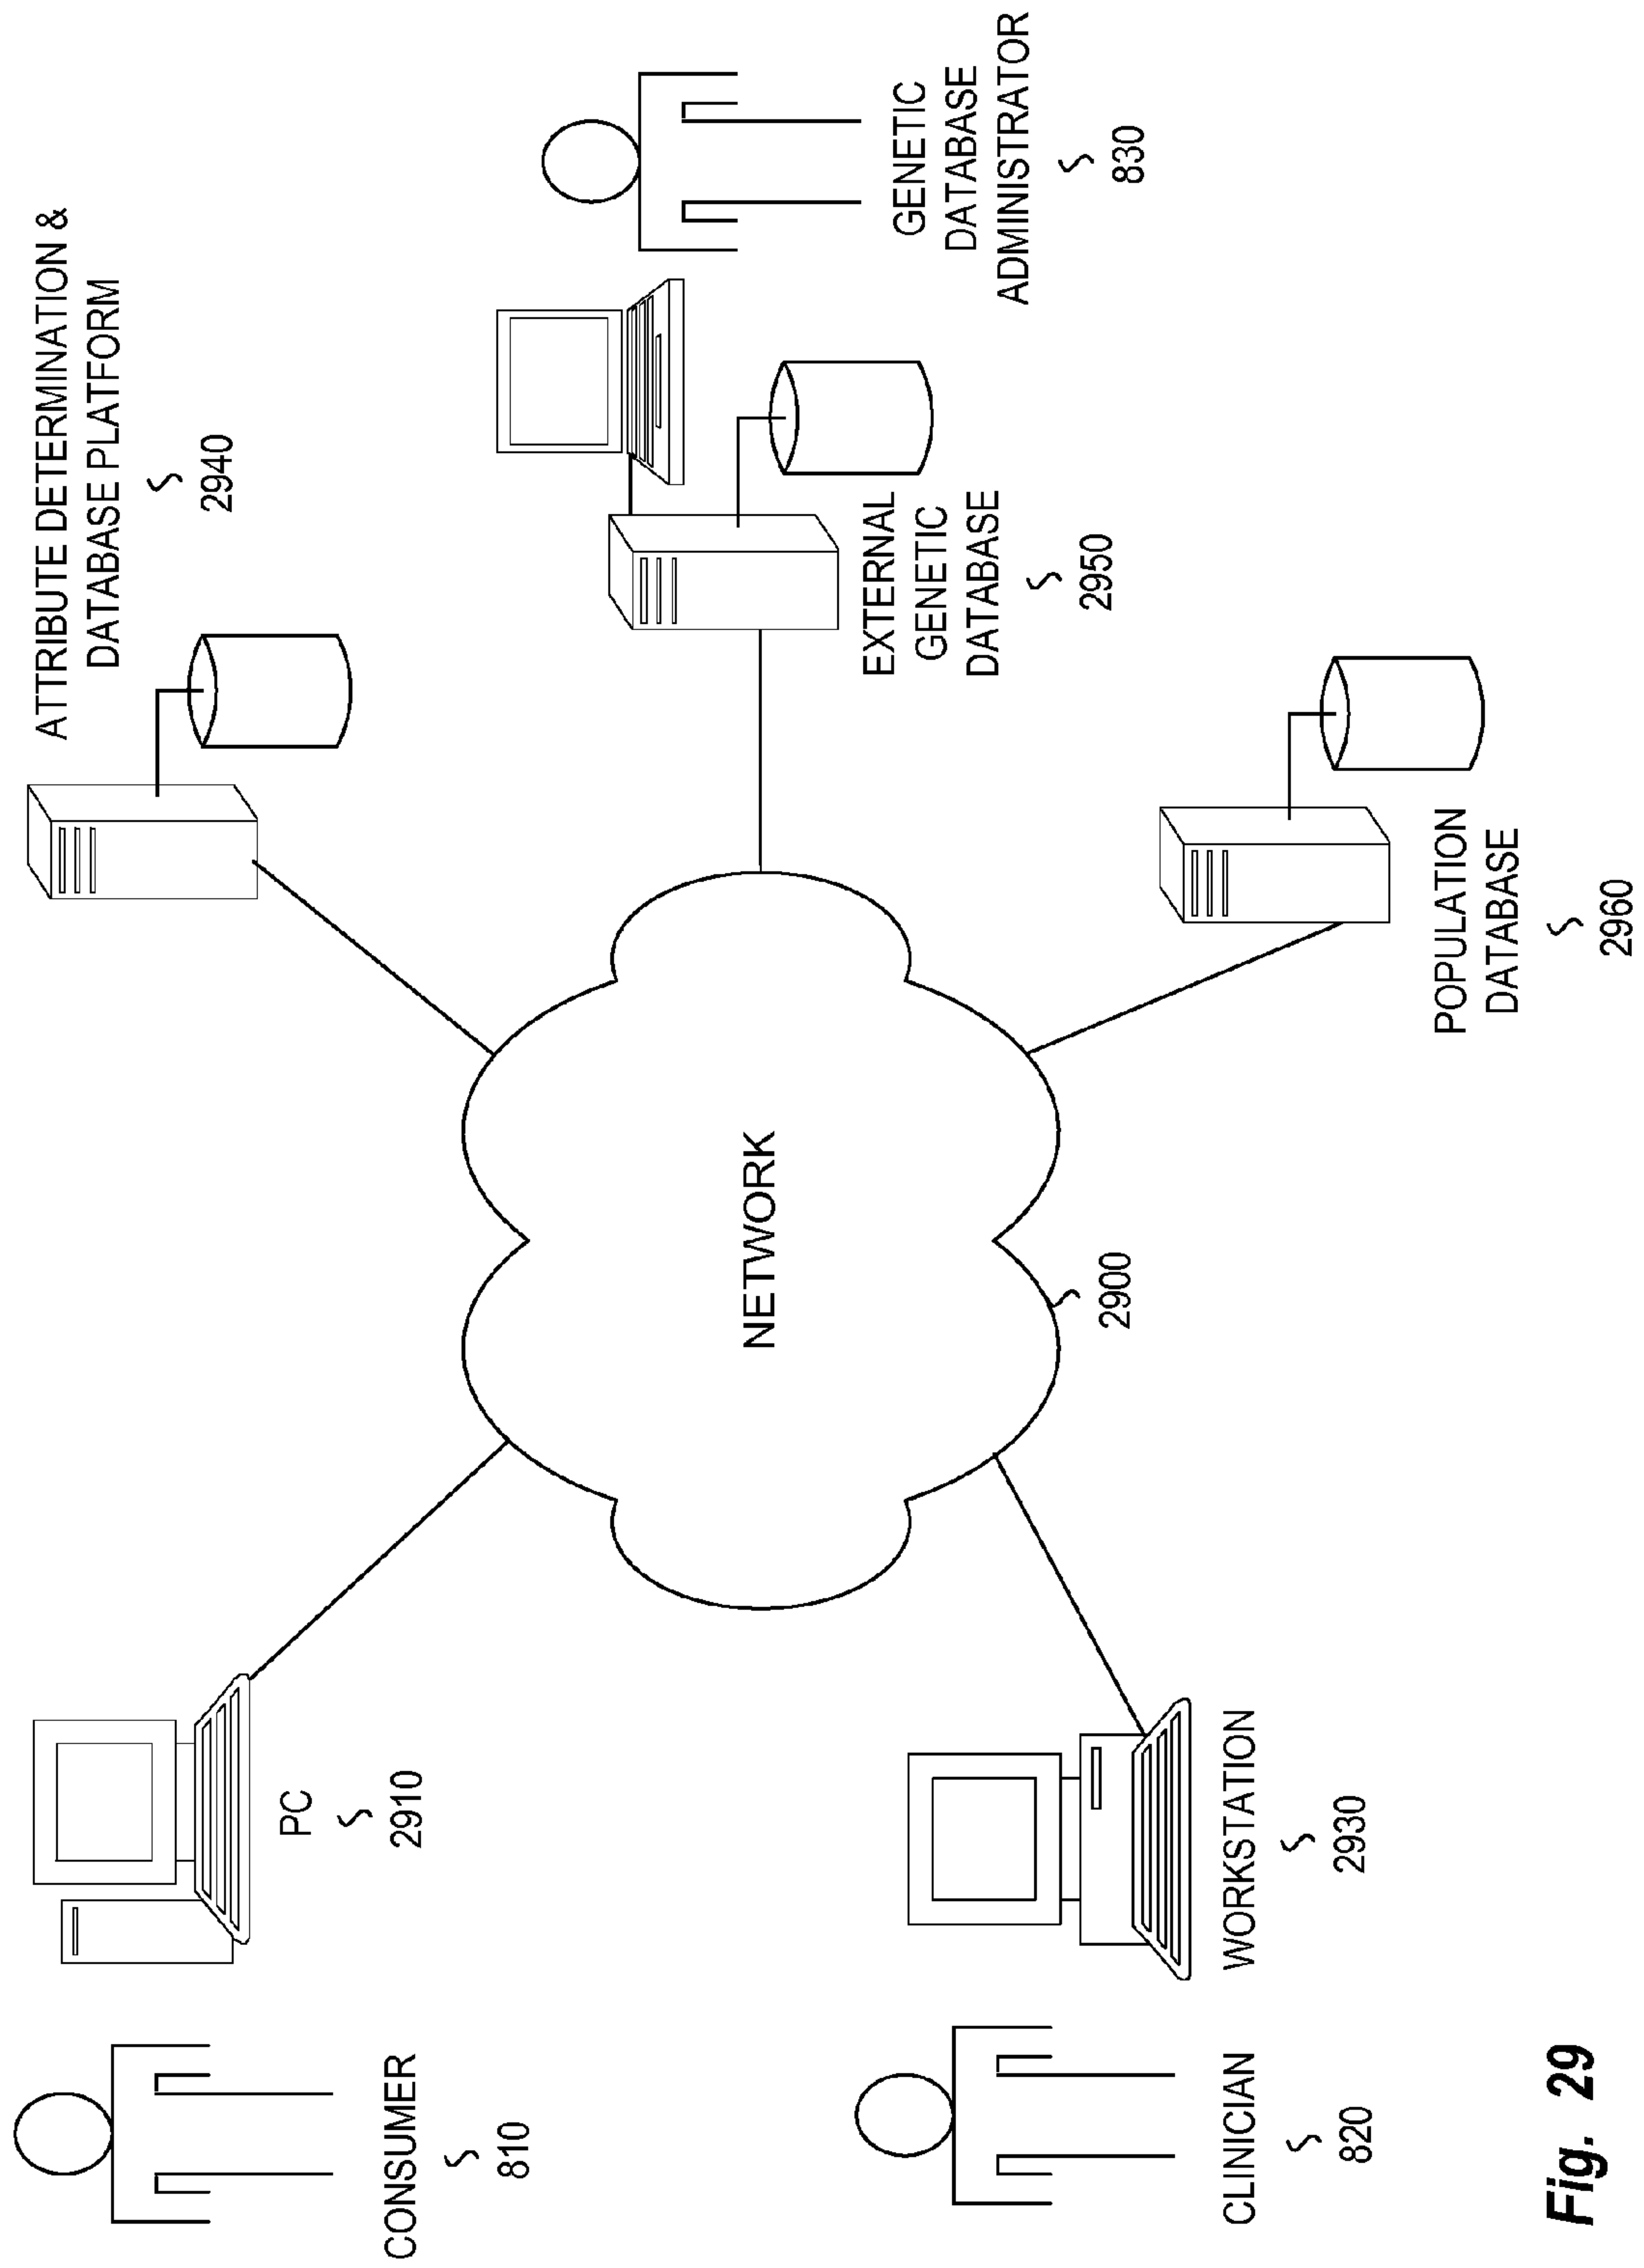 ATTRIBUTE DETERMINATION &
DATABASE PLATFORM
2940
CONSUMER
810
PC
2910
NETWORK
2900
EXTERNAL
GENETIC
DATABASE
2950
GENETIC
DATABASE
ADMINISTRATOR
830
CLINICIAN
820
WORKSTATION
2930
POPULATION
DATABASE
2960
Fig. 29